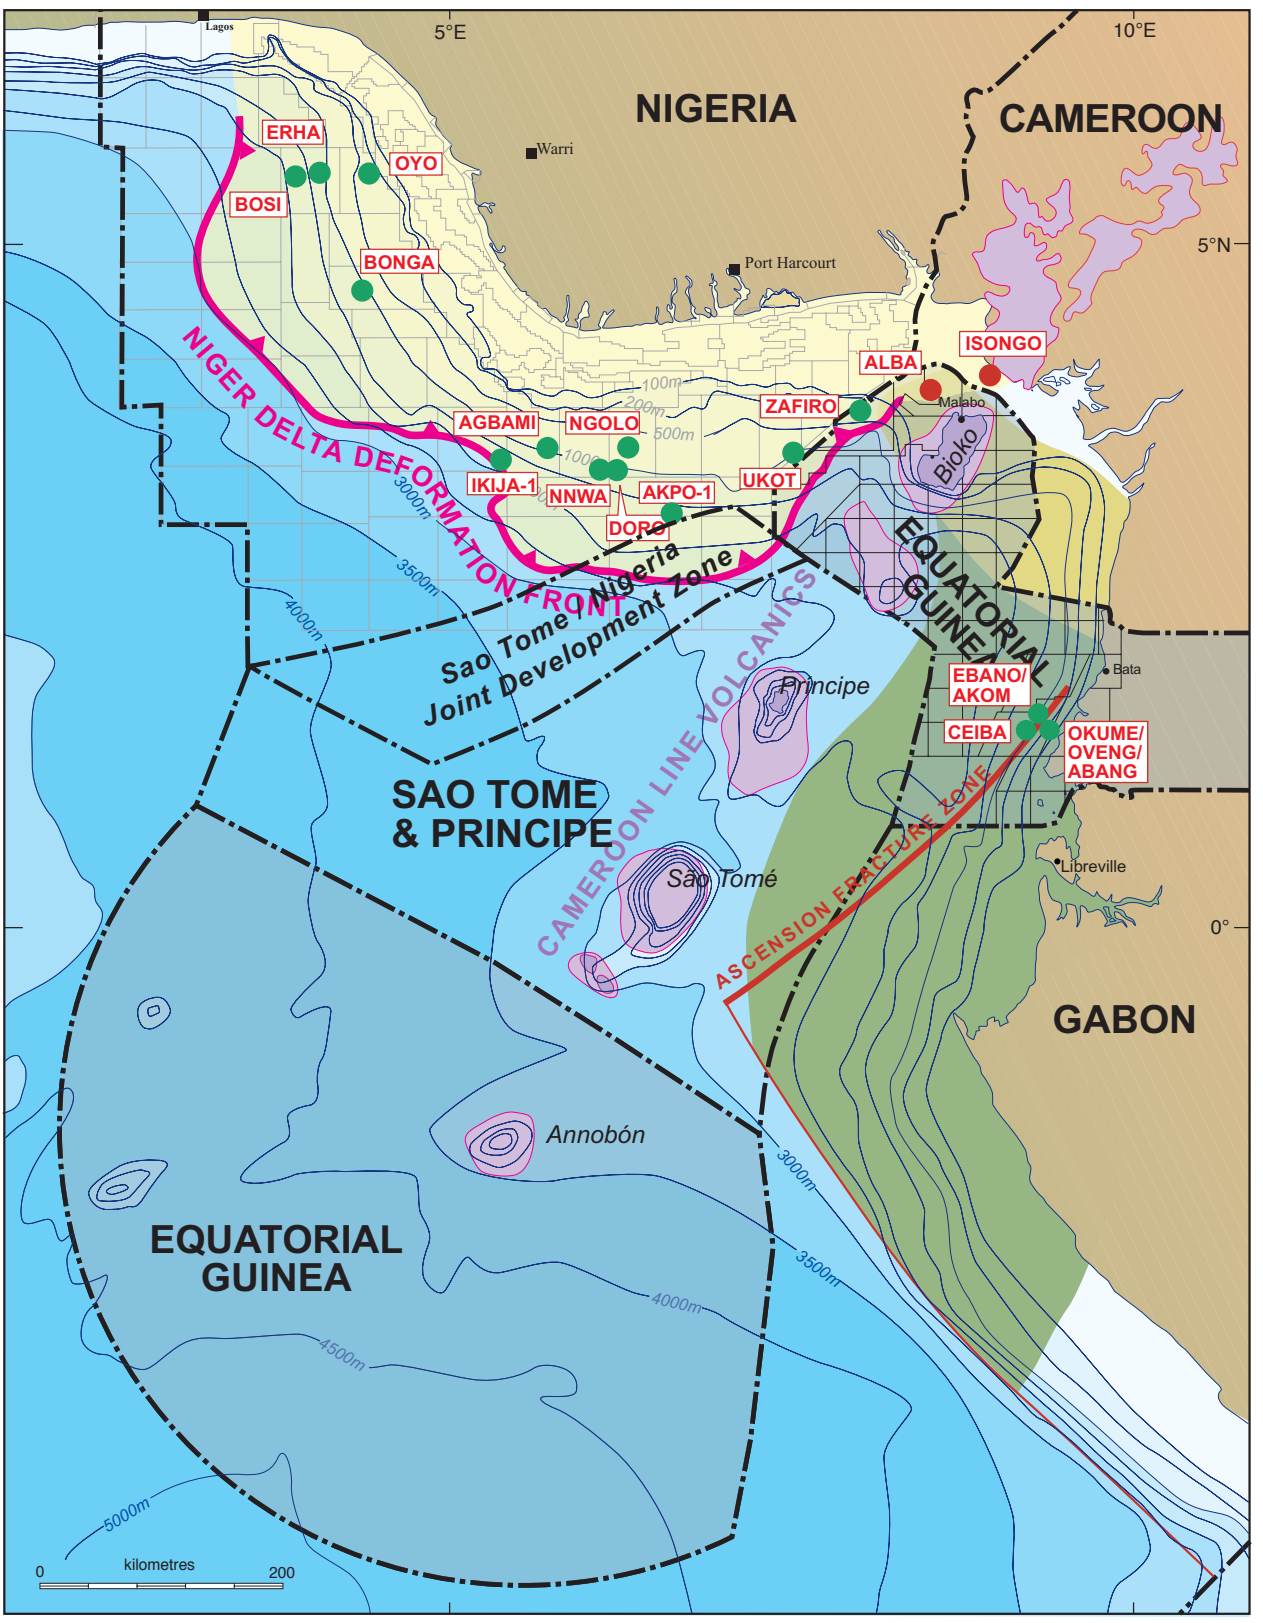 Lagos
5°E
10°E
NIGERIA
CAMEROON
ERHA
Warri
OYO
BOSI
5°N
BONGA
Port Harcourt
ISONGO
ALBA
100m
200m
500m
ZAFIRO
Malabo
AGBAMI
NGOLO
1000
Bioko
IKIJA-1
NNWA
AKPO-1
UKOT
DORO
NIGER DELTA DEFORMATION FRONT
3000m
3500m
4000m
Sao Tome / Nigeria
Joint Development Zone
EQUATORIAL
GUINEA
Bata
EBANO/
AKOM
CEIBA
OKUME/
OVENG/
ABANG
Príncipe
CAMEROON LINE VOLCANICS
SAO TOME
& PRINCIPE
ASCENSION FRACTURE ZONE
Libreville
São Tomé
0°
GABON
Annobón
3000m
EQUATORIAL
GUINEA
3500m
4000m
4500m
5000m
kilometres
0
200